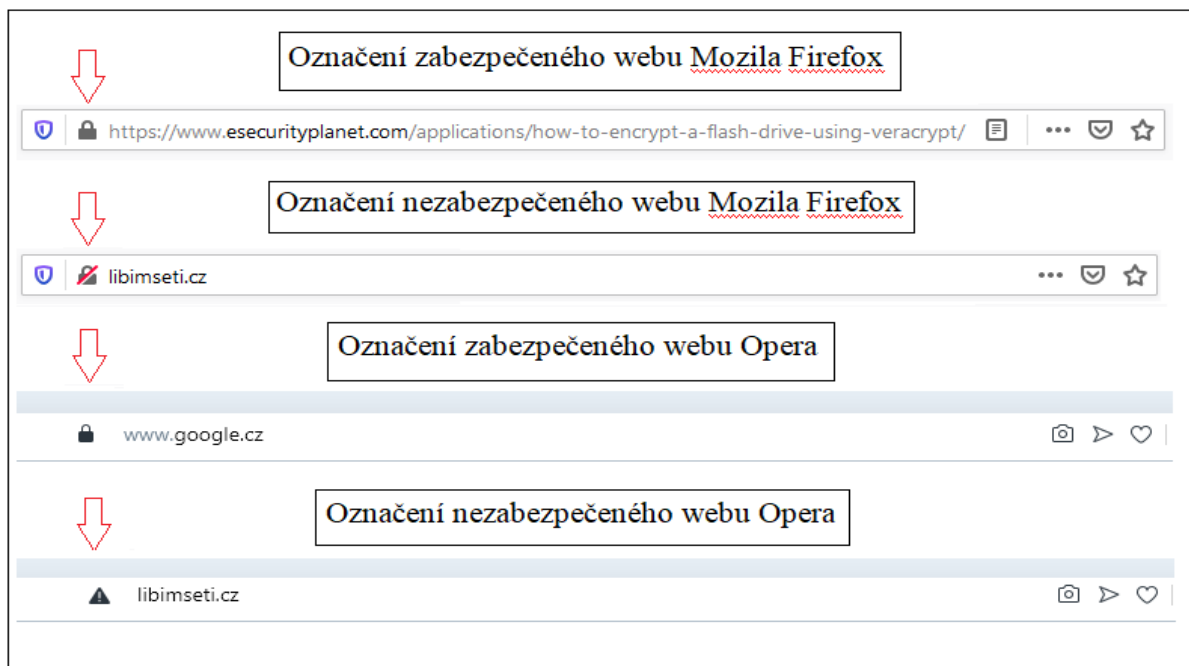 Označení zabezpečeného webu Mozila Firefox
https://www.esecurityplanet.com/applications/how-to-encrypt-a-flash-drive-using-veracrypt/
Označení nezabezpečeného webu Mozila Firefox
libimseti.cz
Označení zabezpečeného webu Opera
www.google.cz
Označení nezabezpečeného webu Opera
libimseti.cz